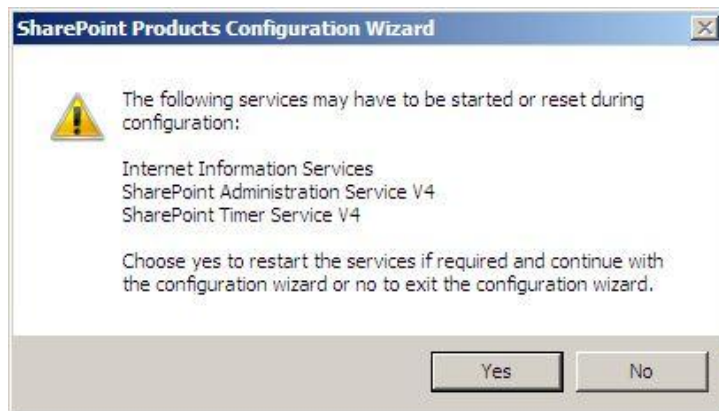 SharePoint Products Configuration Wizard
The following services may have to be started or reset during
configuration:
Internet Information Services
SharePoint Administration Service V4
SharePoint Timer Service V4
Choose yes to restart the services if required and continue with
the configuration wizard or no to exit the configuration wizard.
Yes No